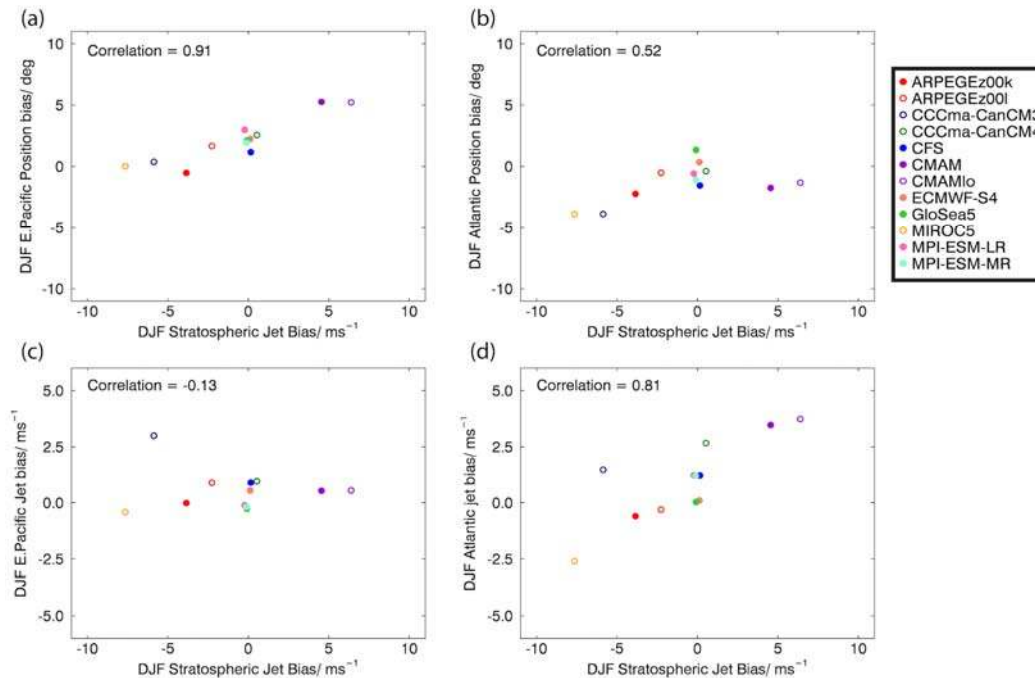 (a)
Correlation = 0.91
DJF E.Pacific Position bias/ deg
10
5
0
-5
-10
-10 -5 0 5 10
DJF Stratospheric Jet Bias/ ms⁻¹
(b)
Correlation = 0.52
DJF Atlantic Position bias/ deg
10
5
0
-5
-10
-10 -5 0 5 10
DJF Stratospheric Jet Bias/ ms⁻¹
ARPEGEz00k
ARPEGEz00l
CCCma-CanCM3
CCCma-CanCM4
CFS
CMAM
CMAMlo
ECMWF-S4
GloSea5
MIROC5
MPI-ESM-LR
MPI-ESM-MR
(c)
Correlation = -0.13
DJF E.Pacific Jet bias/ ms⁻¹
5.0
2.5
0.0
-2.5
-5.0
-10 -5 0 5 10
DJF Stratospheric Jet Bias/ ms⁻¹
(d)
Correlation = 0.81
DJF Atlantic jet bias/ ms⁻¹
5.0
2.5
0.0
-2.5
-5.0
-10 -5 0 5 10
DJF Stratospheric Jet Bias/ ms⁻¹